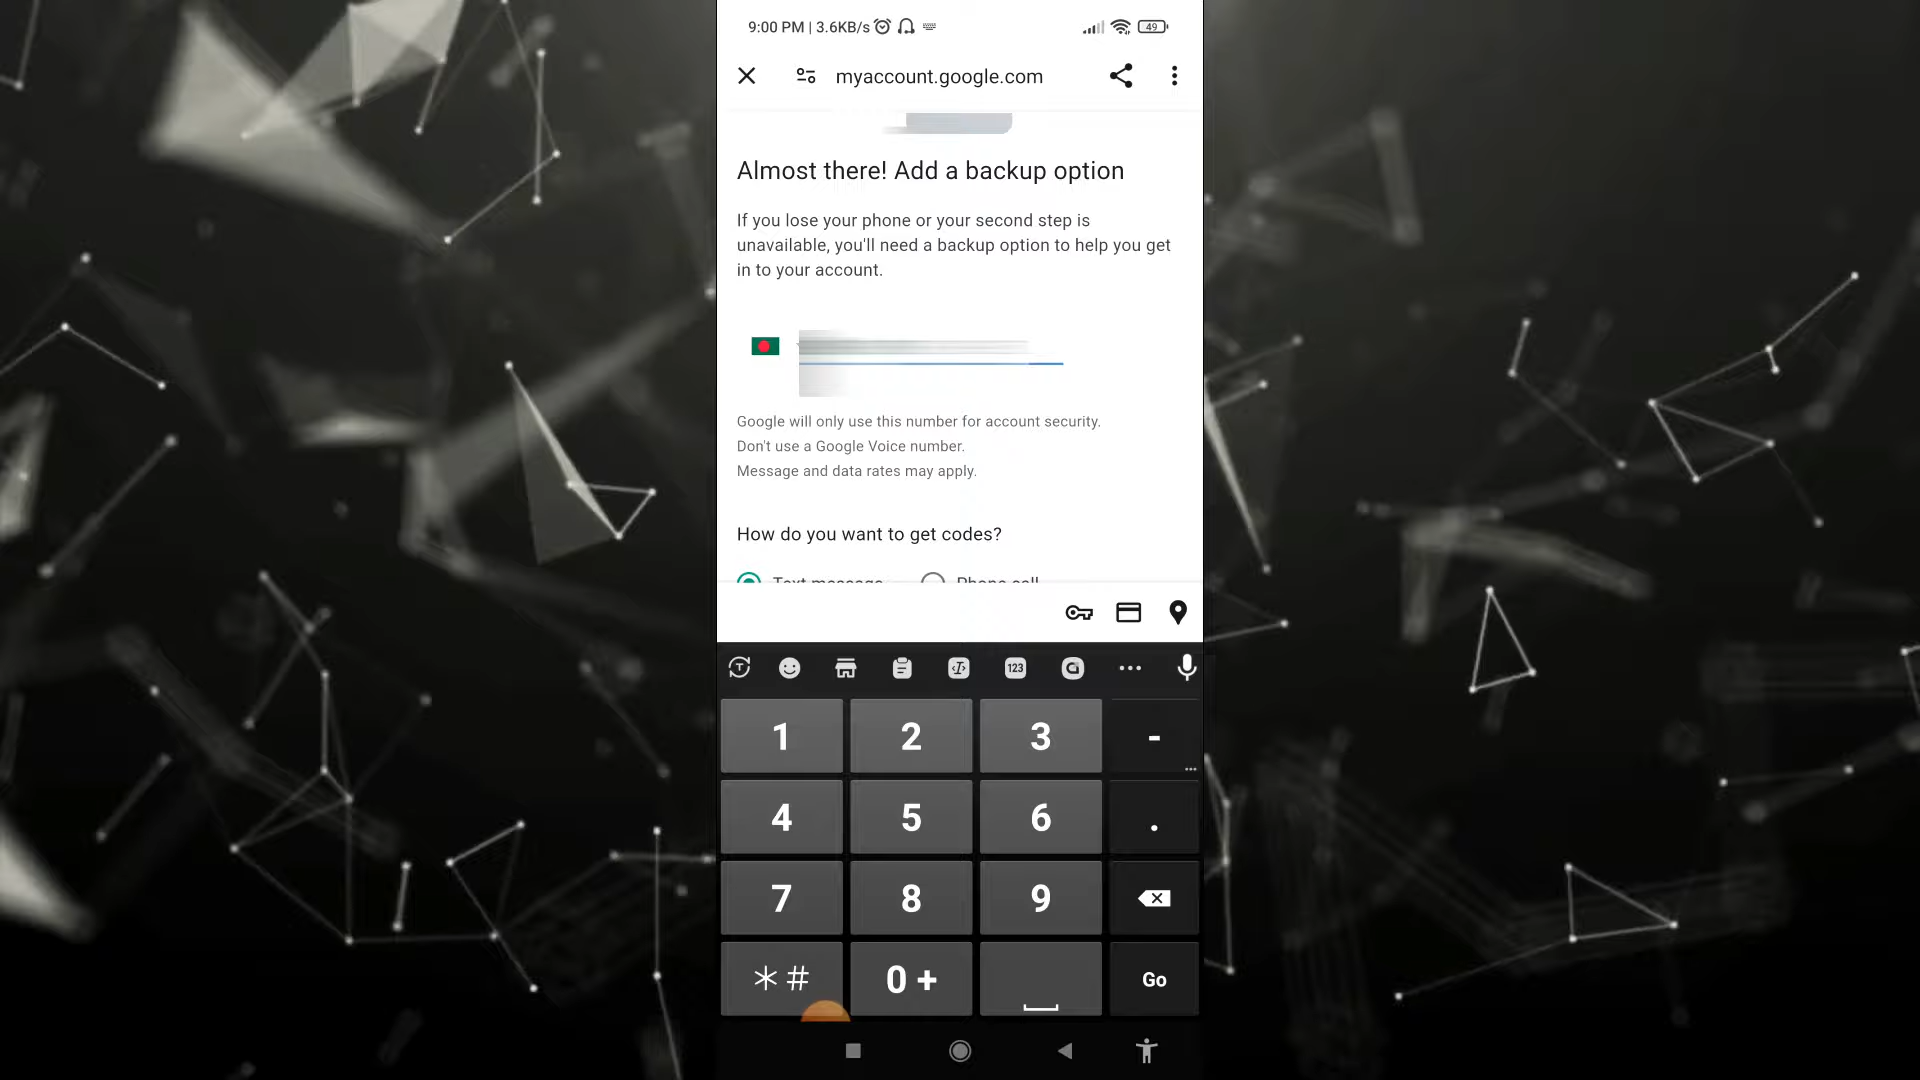 9:00 PM | 3.6KB/s
49
myaccount.google.com
Almost there! Add a backup option
If you lose your phone or your second step is
unavailable, you'll need a backup option to help you get
in to your account.
Google will only use this number for account security.
Don't use a Google Voice number.
Message and data rates may apply.
How do you want to get codes?
Text message Phone call
123
1 2 3 -
4 5 6 .
7 8 9
*# 0 + Go